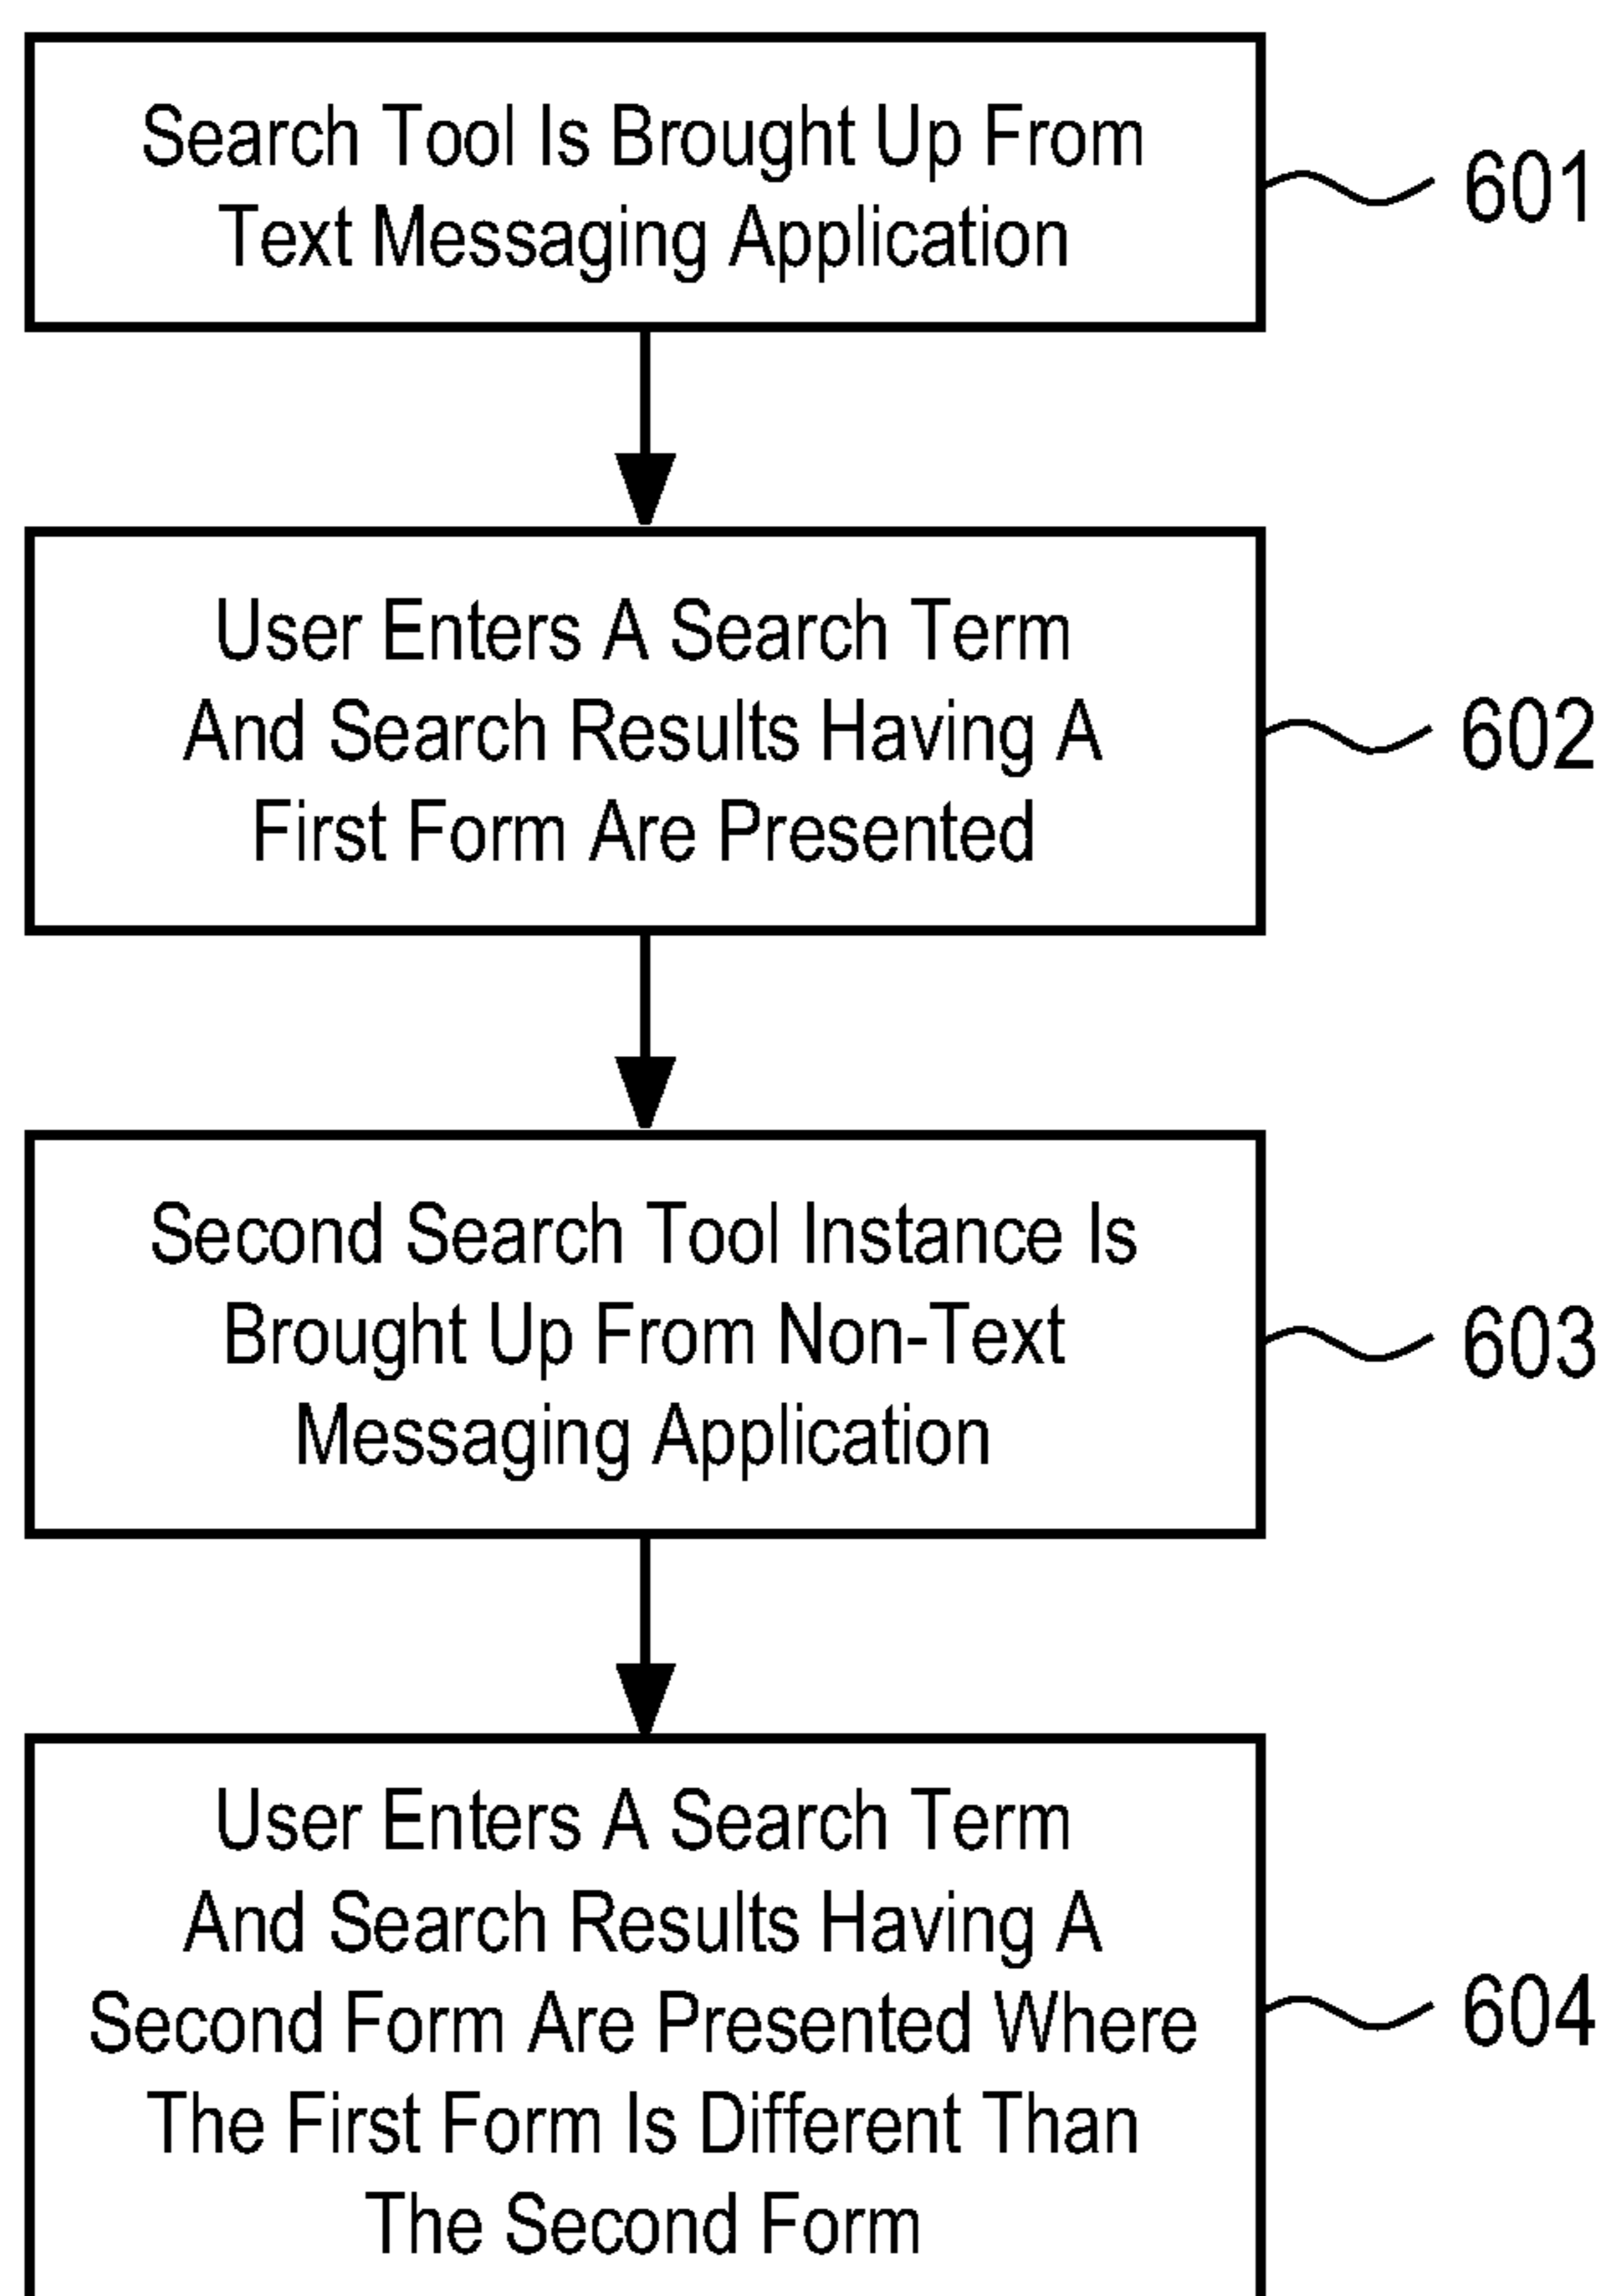 Search Tool Is Brought Up From
Text Messaging Application
601
User Enters A Search Term
And Search Results Having A
First Form Are Presented
602
Second Search Tool Instance Is
Brought Up From Non-Text
Messaging Application
603
User Enters A Search Term
And Search Results Having A
Second Form Are Presented Where
The First Form Is Different Than
The Second Form
604